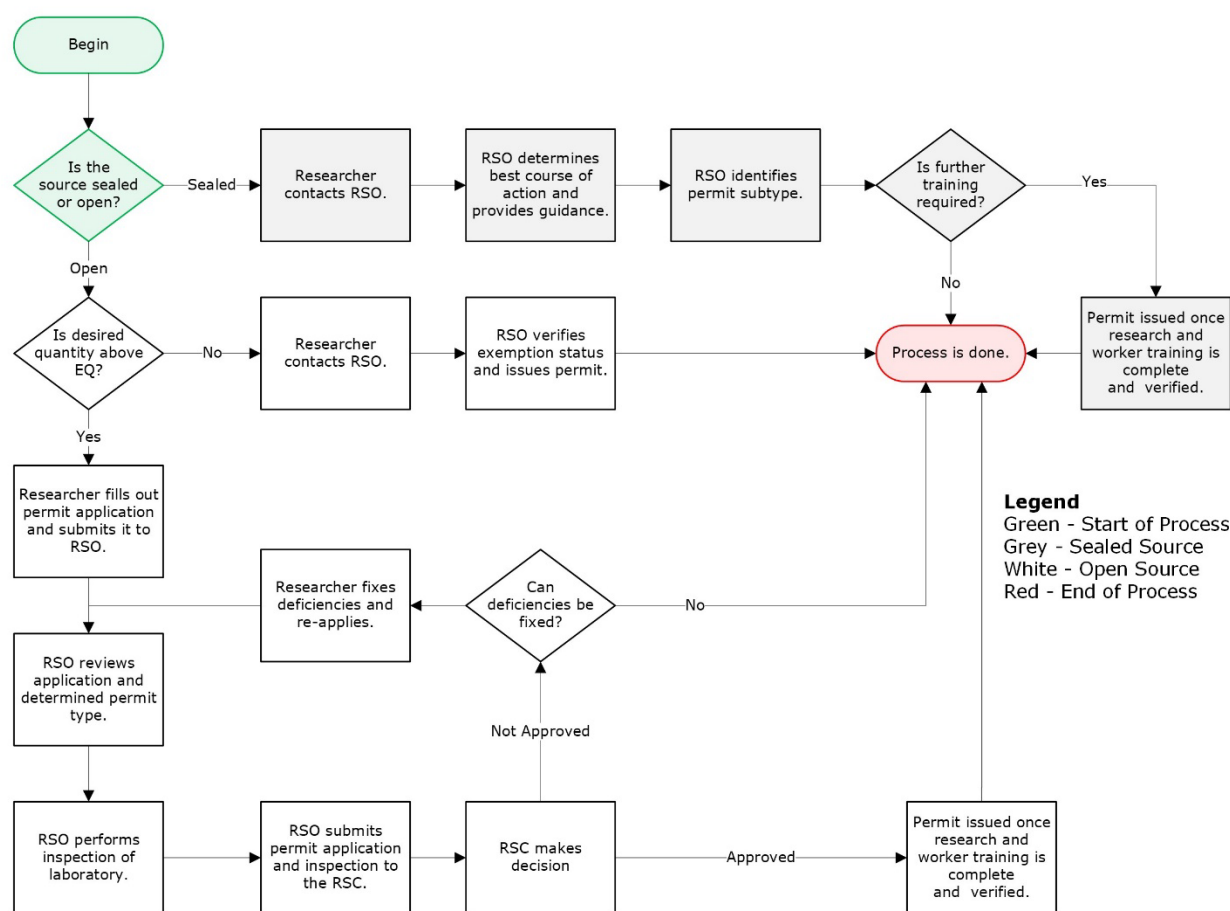 Begin
Is the
source sealed
or open?
Sealed
Researcher
contacts RSO.
RSO determines
best course of
action and
provides guidance.
RSO identifies
permit subtype.
Is further
training
required?
Yes
Open
No
Is desired
quantity above
EQ?
No
Researcher
contacts RSO.
RSO verifies
exemption status
and issues permit.
Process is done.
Permit issued once
research and
worker training is
complete
and  verified.
Yes
Researcher fills out
permit application
and submits it to
RSO.
Legend
Green - Start of Process
Grey - Sealed Source
White - Open Source
Red - End of Process
Researcher fixes
deficiencies and
re-applies.
Can
deficiencies be
fixed?
No
RSO reviews
application and
determined permit
type.
Not Approved
RSO performs
inspection of
laboratory.
RSO submits
permit application
and inspection to
the RSC.
RSC makes
decision
Approved
Permit issued once
research and
worker training is
complete
and  verified.